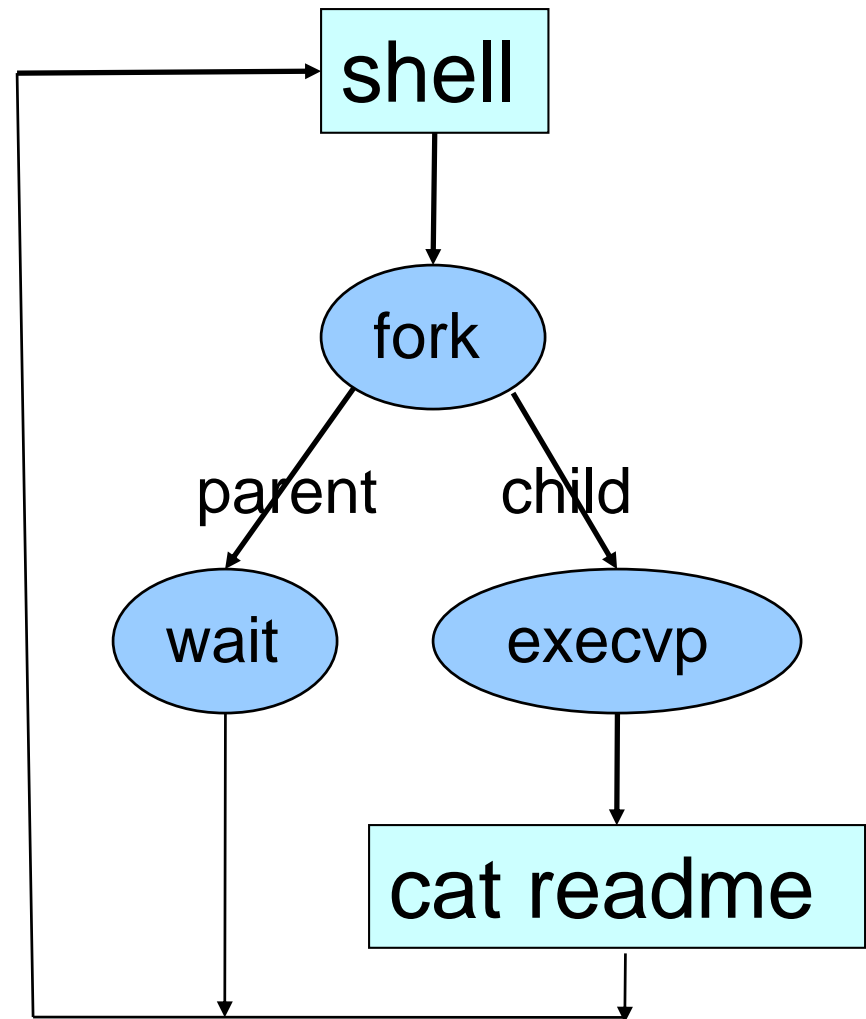 shell
fork
parent
child
wait
execvp
cat readme